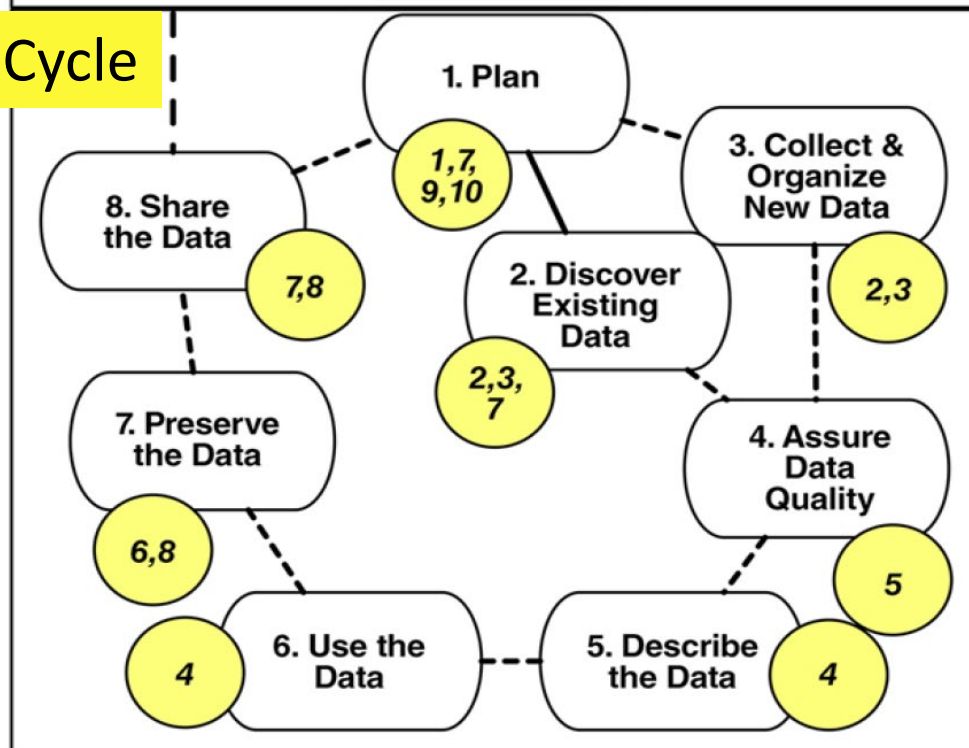 Cycle
1. Plan
1,7,
9,10
3. Collect &
Organize
New Data
2,3
8. Share
the Data
7,8
2. Discover
Existing
Data
2,3,
7
7. Preserve
the Data
6,8
4. Assure
Data
Quality
5
6. Use the
Data
4
5. Describe
the Data
4